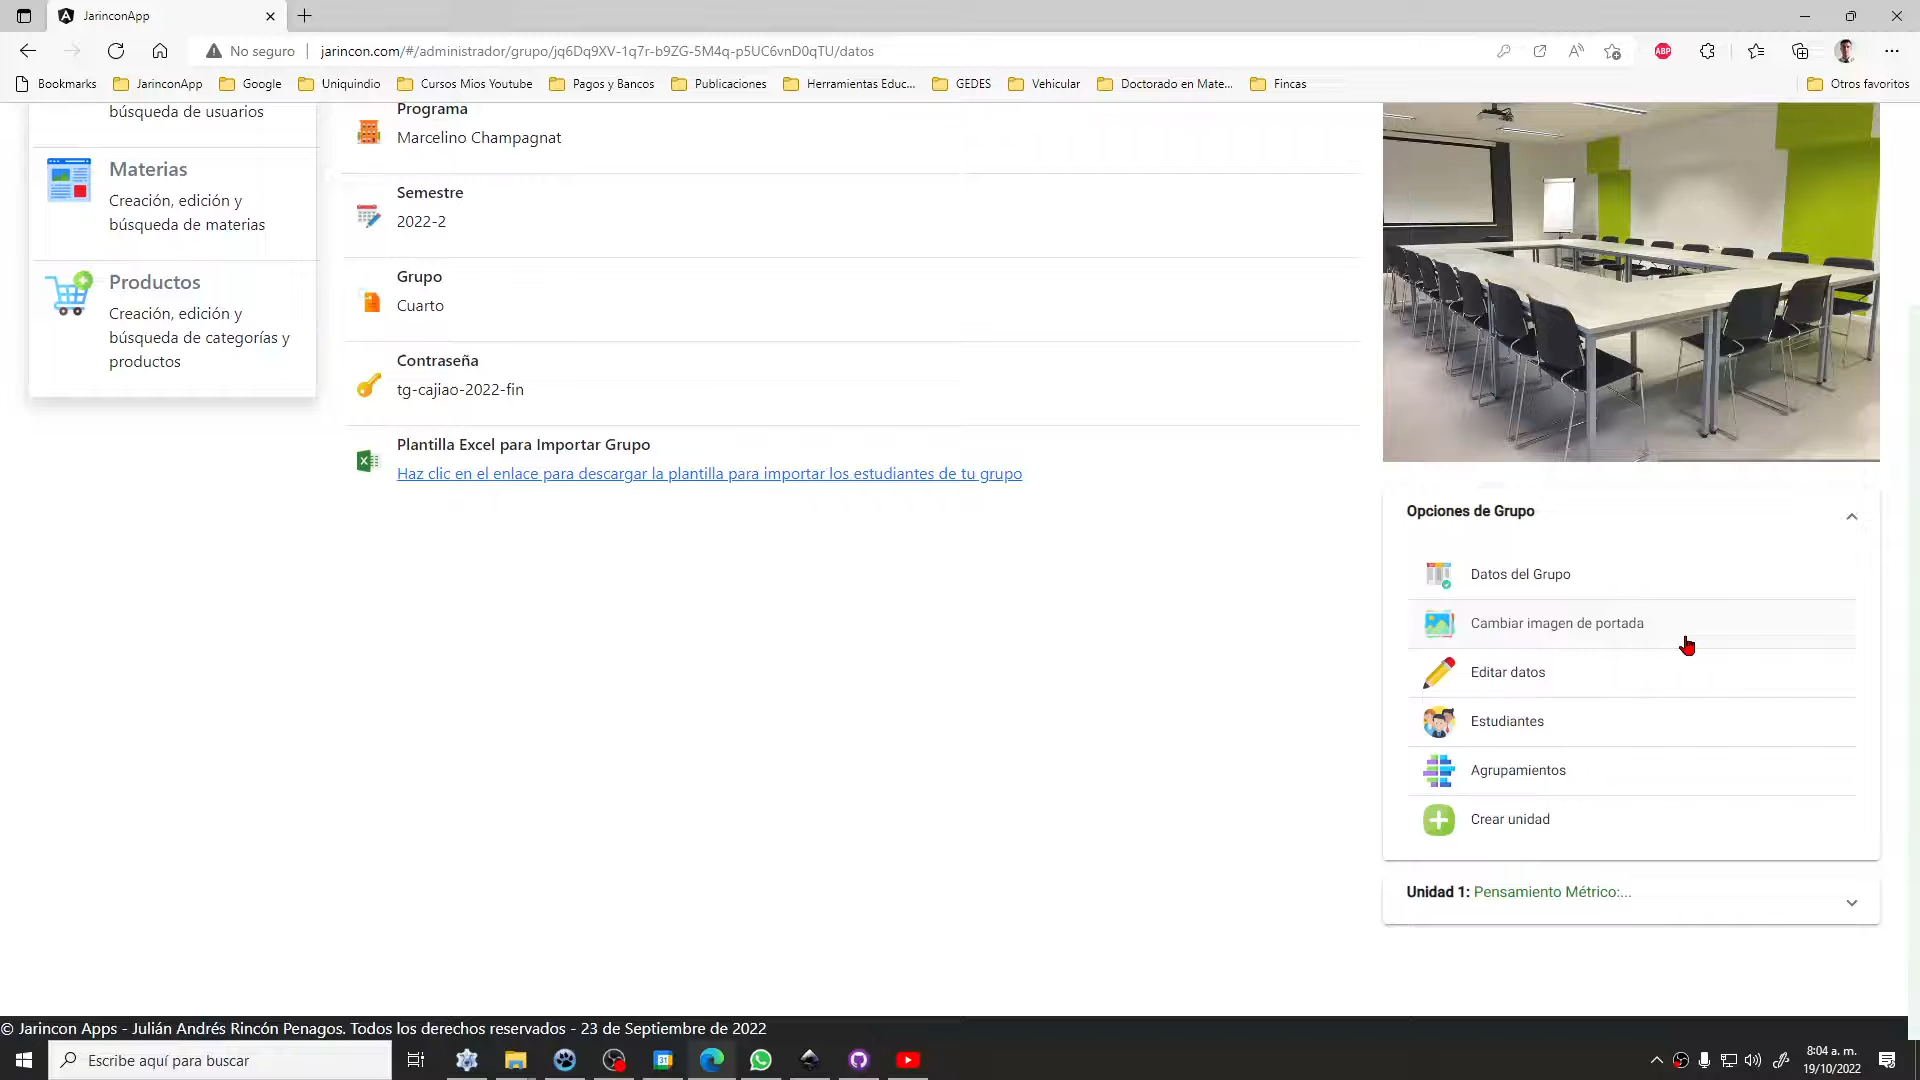 JarinconApp
No seguro
jarincon.com/#/administrador/grupo/jq6Dq9XV-1q7r-b9ZG-5M4q-p5UC6vnD0qTU/datos
ABP
Bookmarks
JarinconApp
Google
Uniquindio
Cursos Mios Youtube
Pagos y Bancos
Publicaciones
Herramientas Educ...
GEDES
Vehicular
Doctorado en Mate...
Fincas
Otros favoritos
búsqueda de usuarios
Materias
Creación, edición y
búsqueda de materias
Productos
Creación, edición y
búsqueda de categorías y
productos
Programa
Marcelino Champagnat
Semestre
2022-2
Grupo
Cuarto
Contraseña
tg-cajiao-2022-fin
Plantilla Excel para Importar Grupo
Haz clic en el enlace para descargar la plantilla para importar los estudiantes de tu grupo
Opciones de Grupo
Datos del Grupo
Cambiar imagen de portada
Editar datos
Estudiantes
Agrupamientos
Crear unidad
Unidad 1: Pensamiento Métrico:...
© Jarincon Apps - Julián Andrés Rincón Penagos. Todos los derechos reservados - 23 de Septiembre de 2022
Escribe aquí para buscar
31
8:04 a. m.
19/10/2022